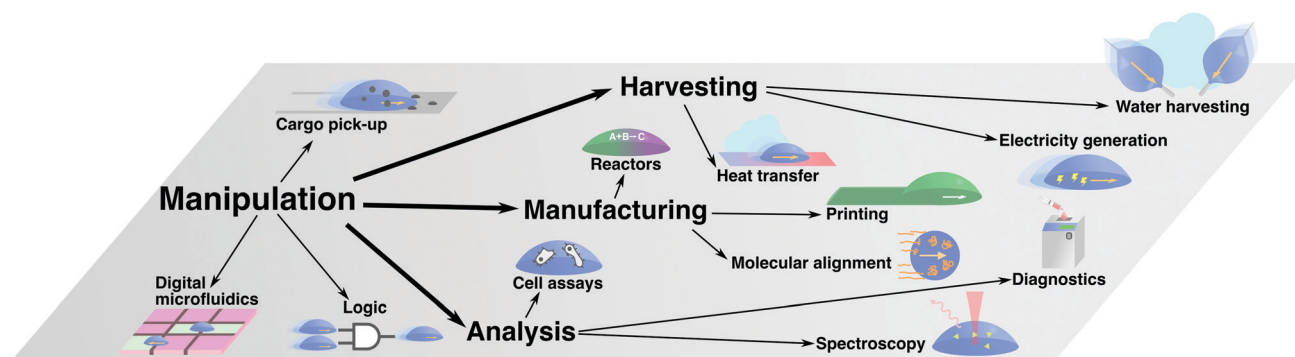 Harvesting
Water harvesting
Cargo pick-up
A+B→C
Reactors
Electricity generation
Heat transfer
Manipulation
Manufacturing
Printing
Molecular alignment
Diagnostics
Cell assays
Digital
microfluidics
Logic
Analysis
Spectroscopy